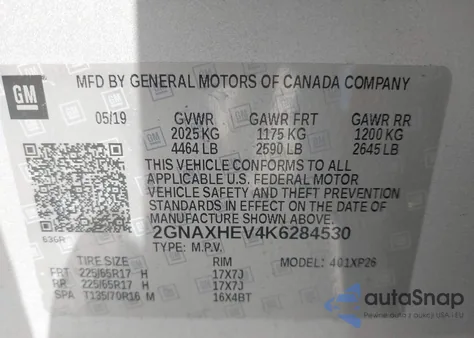 GM
MFD BY GENERAL MOTORS OF CANADA COMPANY
05/19 GVWR GAWR FRT GAWR RR
2025 KG 1175 KG 1200 KG
4464 LB 2590 LB 2645 LB
THIS VEHICLE CONFORMS TO ALL
APPLICABLE U.S. FEDERAL MOTOR
VEHICLE SAFETY AND THEFT PREVENTION
STANDARDS IN EFFECT ON THE DATE OF
MANUFACTURE SHOWN ABOVE.
2GNAXHEV4K6284530
TYPE: M.P.V.
63GR
TIRE SIZE RIM MODEL: 401XP26
FRT 225/65R17 H 17X7J
RR 225/65R17 H 17X7J
SPA T135/70R16 M 16X4BT
autoSnap